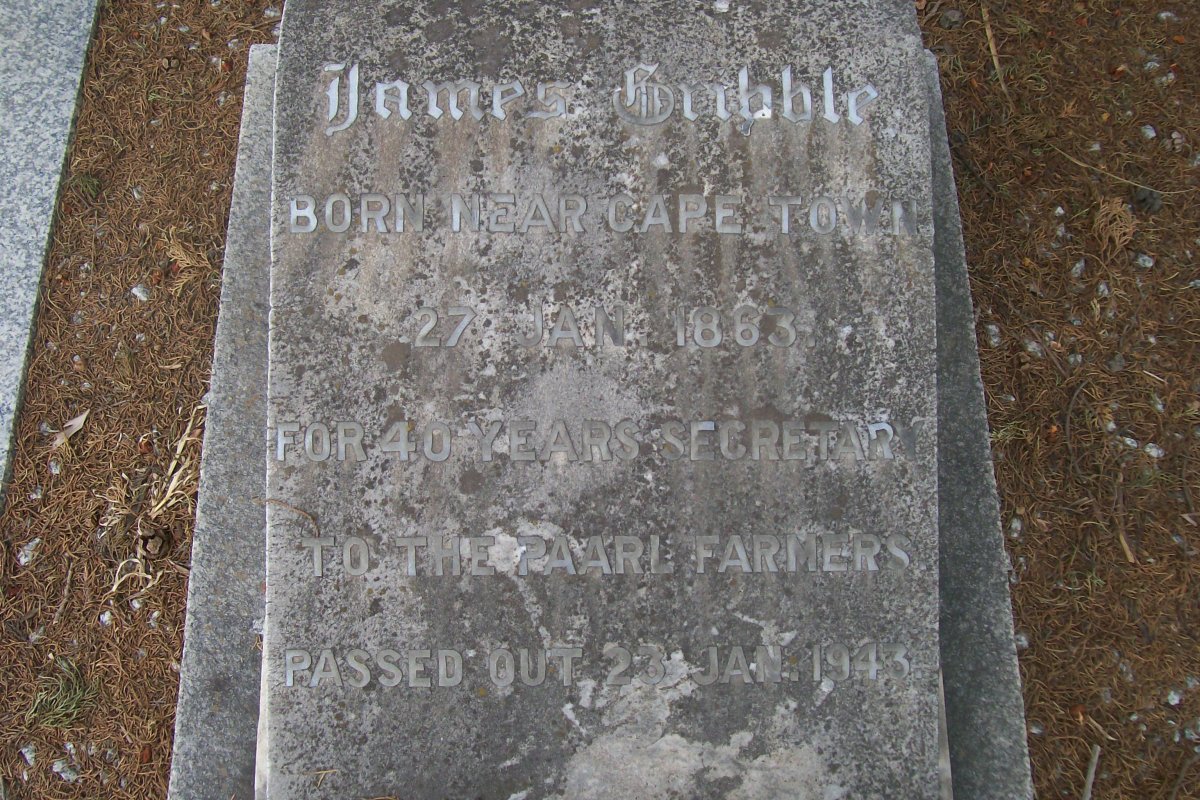 James Gribble
BORN NEAR CAPE TOWN
27. JAN. 1863.
FOR 40 YEARS SECRETARY
TO THE PAARL FARMERS.
PASSED OUT 23 JAN. 1943.